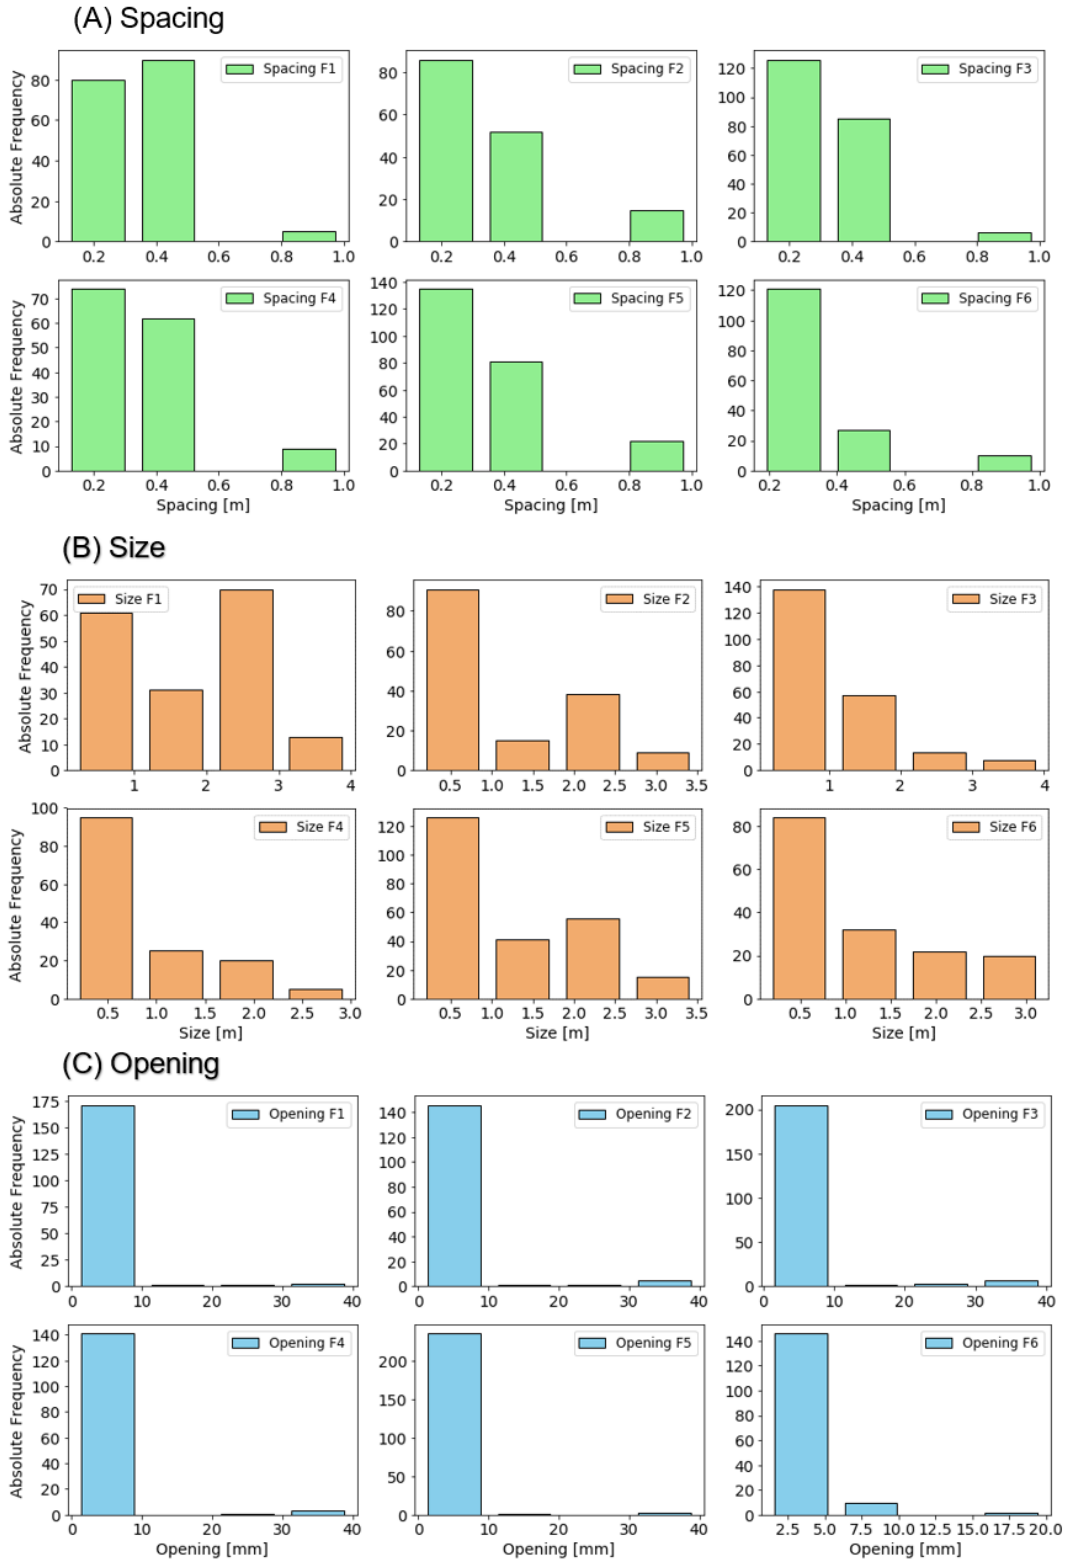 (A) Spacing
Spacing F1
Spacing F2
Spacing F3
Absolute Frequency
80
60
40
20
0
0.2 0.4 0.6 0.8 1.0
80
60
40
20
0
0.2 0.4 0.6 0.8 1.0
120
100
80
60
40
20
0
0.2 0.4 0.6 0.8 1.0
Spacing F4
Spacing F5
Spacing F6
Absolute Frequency
70
60
50
40
30
20
10
0
0.2 0.4 0.6 0.8 1.0
Spacing [m]
140
120
100
80
60
40
20
0
0.2 0.4 0.6 0.8 1.0
Spacing [m]
120
100
80
60
40
20
0
0.2 0.4 0.6 0.8 1.0
Spacing [m]
(B) Size
Size F1
Size F2
Size F3
Absolute Frequency
70
60
50
40
30
20
10
0
1 2 3 4
80
60
40
20
0
0.5 1.0 1.5 2.0 2.5 3.0 3.5
140
120
100
80
60
40
20
0
1 2 3 4
Size F4
Size F5
Size F6
Absolute Frequency
100
80
60
40
20
0
0.5 1.0 1.5 2.0 2.5 3.0
Size [m]
120
100
80
60
40
20
0
0.5 1.0 1.5 2.0 2.5 3.0 3.5
Size [m]
80
60
40
20
0
0.5 1.0 1.5 2.0 2.5 3.0
Size [m]
(C) Opening
Opening F1
Opening F2
Opening F3
Absolute Frequency
175
150
125
100
75
50
25
0
0 10 20 30 40
140
120
100
80
60
40
20
0
0 10 20 30 40
200
150
100
50
0
0 10 20 30 40
Opening F4
Opening F5
Opening F6
Absolute Frequency
140
120
100
80
60
40
20
0
0 10 20 30 40
Opening [mm]
200
150
100
50
0
0 10 20 30 40
Opening [mm]
140
120
100
80
60
40
20
0
2.5 5.0 7.5 10.0 12.5 15.0 17.5 20.0
Opening [mm]